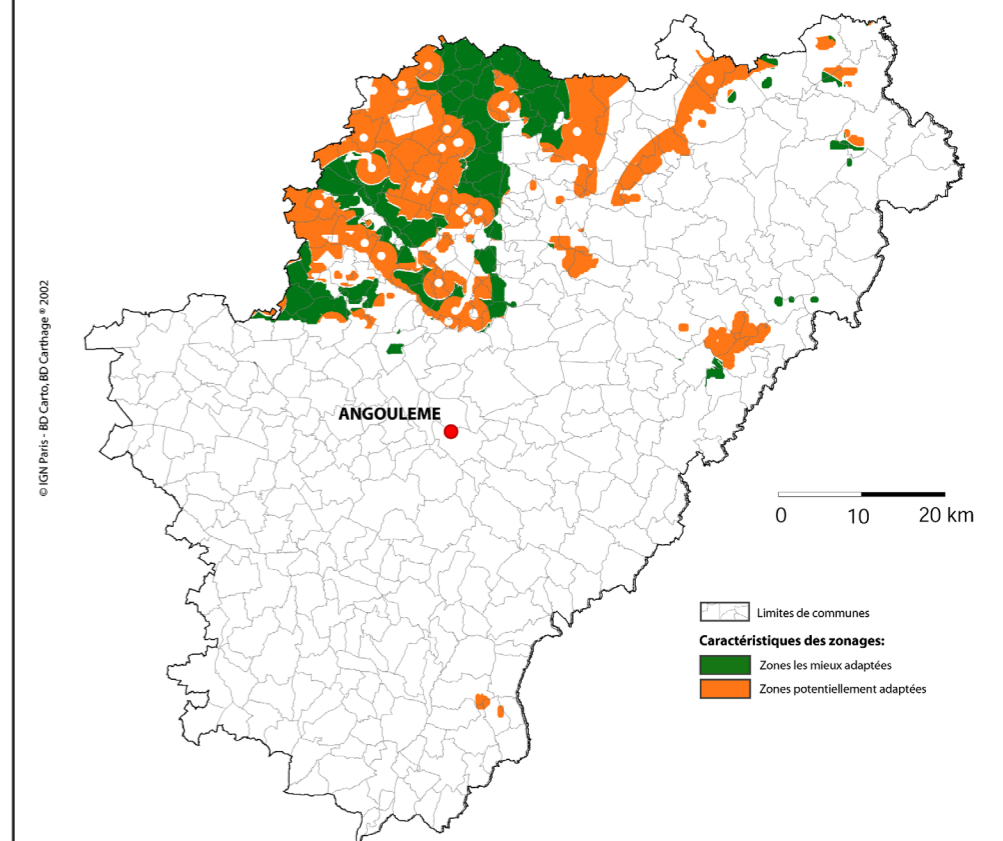 © IGN Paris - BD Carto, BD Carthage ® 2002
ANGOULEME
0 10 20 km
Limites de communes
Caractéristiques des zonages:
Zones les mieux adaptées
Zones potentiellement adaptées